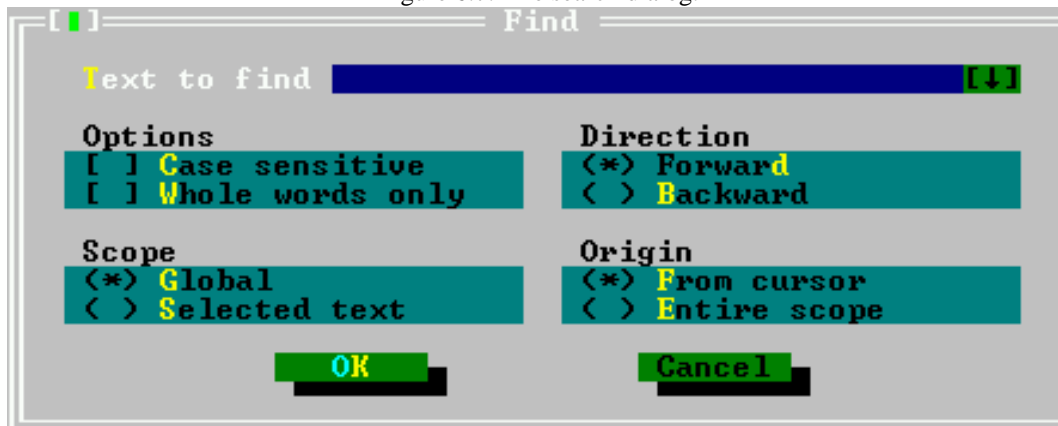 [▮] Find
Text to find [↓]
Options Direction
[ ] Case sensitive (*) Forward
[ ] Whole words only ( ) Backward
Scope Origin
(*) Global (*) From cursor
( ) Selected text ( ) Entire scope
OK Cancel